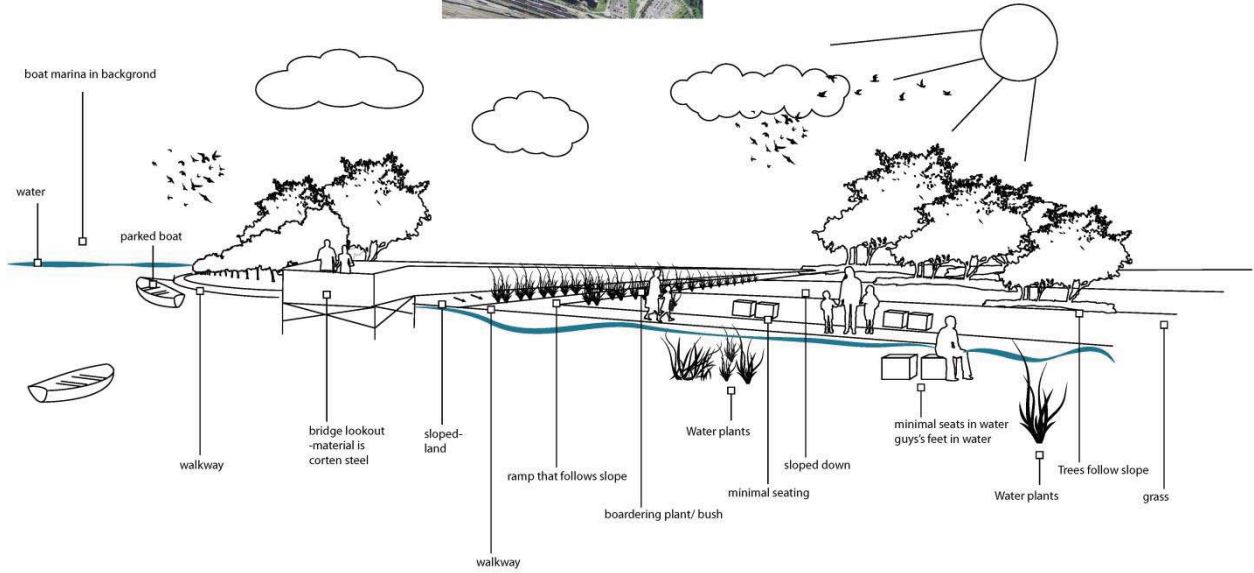 boat marina in backgrond
water
parked boat
walkway
bridge lookout
-material is
corten steel
sloped-
land
walkway
ramp that follows slope
boardering plant/ bush
Water plants
minimal seating
sloped down
minimal seats in water
guys's feet in water
Water plants
Trees follow slope
grass